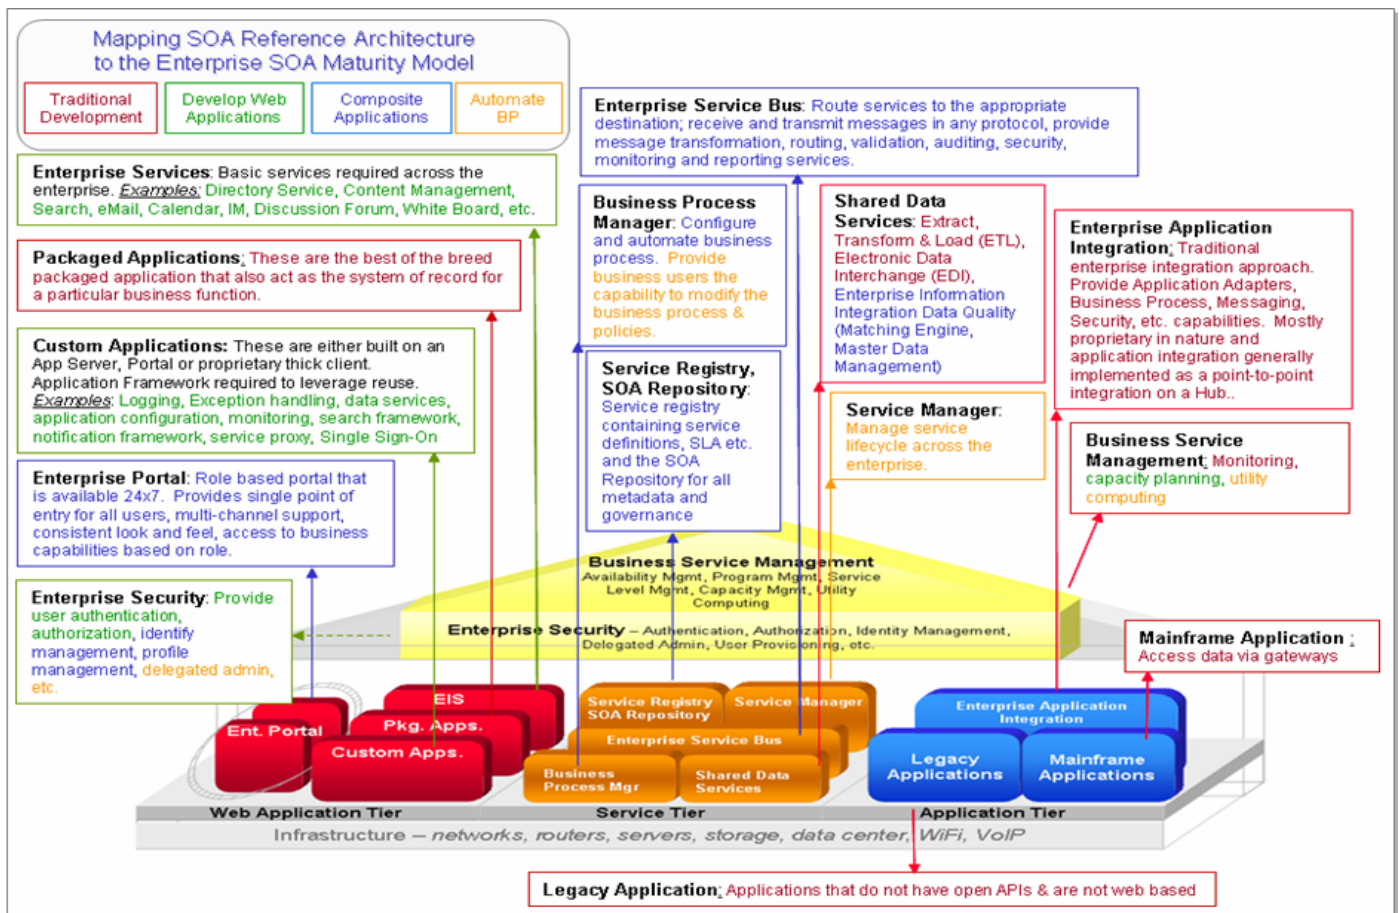 Mapping SOA Reference Architecture
to the Enterprise SOA Maturity Model
Traditional
Development
Develop Web
Applications
Composite
Applications
Automate
BP
Enterprise Services: Basic services required across the
enterprise. Examples: Directory Service, Content Management,
Search, eMail, Calendar, IM, Discussion Forum, White Board, etc.
Packaged Applications: These are the best of the breed
packaged application that also act as the system of record for
a particular business function.
Custom Applications: These are either built on an
App Server, Portal or proprietary thick client.
Application Framework required to leverage reuse.
Examples: Logging, Exception handling, data services,
application configuration, monitoring, search framework,
notification framework, service proxy, Single Sign-On
Enterprise Portal: Role based portal that
is available 24x7. Provides single point of
entry for all users, multi-channel support,
consistent look and feel, access to business
capabilities based on role.
Enterprise Security: Provide
user authentication,
authorization, identify
management, profile
management, delegated admin,
etc.
Enterprise Service Bus: Route services to the appropriate
destination; receive and transmit messages in any protocol, provide
message transformation, routing, validation, auditing, security,
monitoring and reporting services.
Business Process
Manager: Configure
and automate business
process. Provide
business users the
capability to modify the
business process &
policies.
Service Registry,
SOA Repository:
Service registry
containing service
definitions, SLA etc.
and the SOA
Repository for all
metadata and
governance
Shared Data
Services: Extract,
Transform & Load (ETL),
Electronic Data
Interchange (EDI),
Enterprise Information
Integration Data Quality
(Matching Engine,
Master Data
Management)
Service Manager:
Manage service
lifecycle across the
enterprise.
Enterprise Application
Integration: Traditional
enterprise integration approach.
Provide Application Adapters,
Business Process, Messaging,
Security, etc. capabilities. Mostly
proprietary in nature and
application integration generally
implemented as a point-to-point
integration on a Hub..
Business Service
Management: Monitoring,
capacity planning, utility
computing
Mainframe Application :
Access data via gateways
Business Service Management
Availability Mgmt, Program Mgmt, Service
Level Mgmt, Capacity Mgmt, Utility
Computing
Enterprise Security – Authentication, Authorization, Identity Management,
Delegated Admin, User Provisioning, etc.
EIS
Pkg. Apps.
Ent. Portal
Custom Apps.
Service Registry
SOA Repository
Service Manager
Enterprise Service Bus
Business
Process Mgr
Shared Data
Services
Enterprise Application
Integration
Legacy
Applications
Mainframe
Applications
Web Application Tier
Service Tier
Application Tier
Infrastructure – networks, routers, servers, storage, data center, WiFi, VoIP
Legacy Application: Applications that do not have open APIs & are not web based